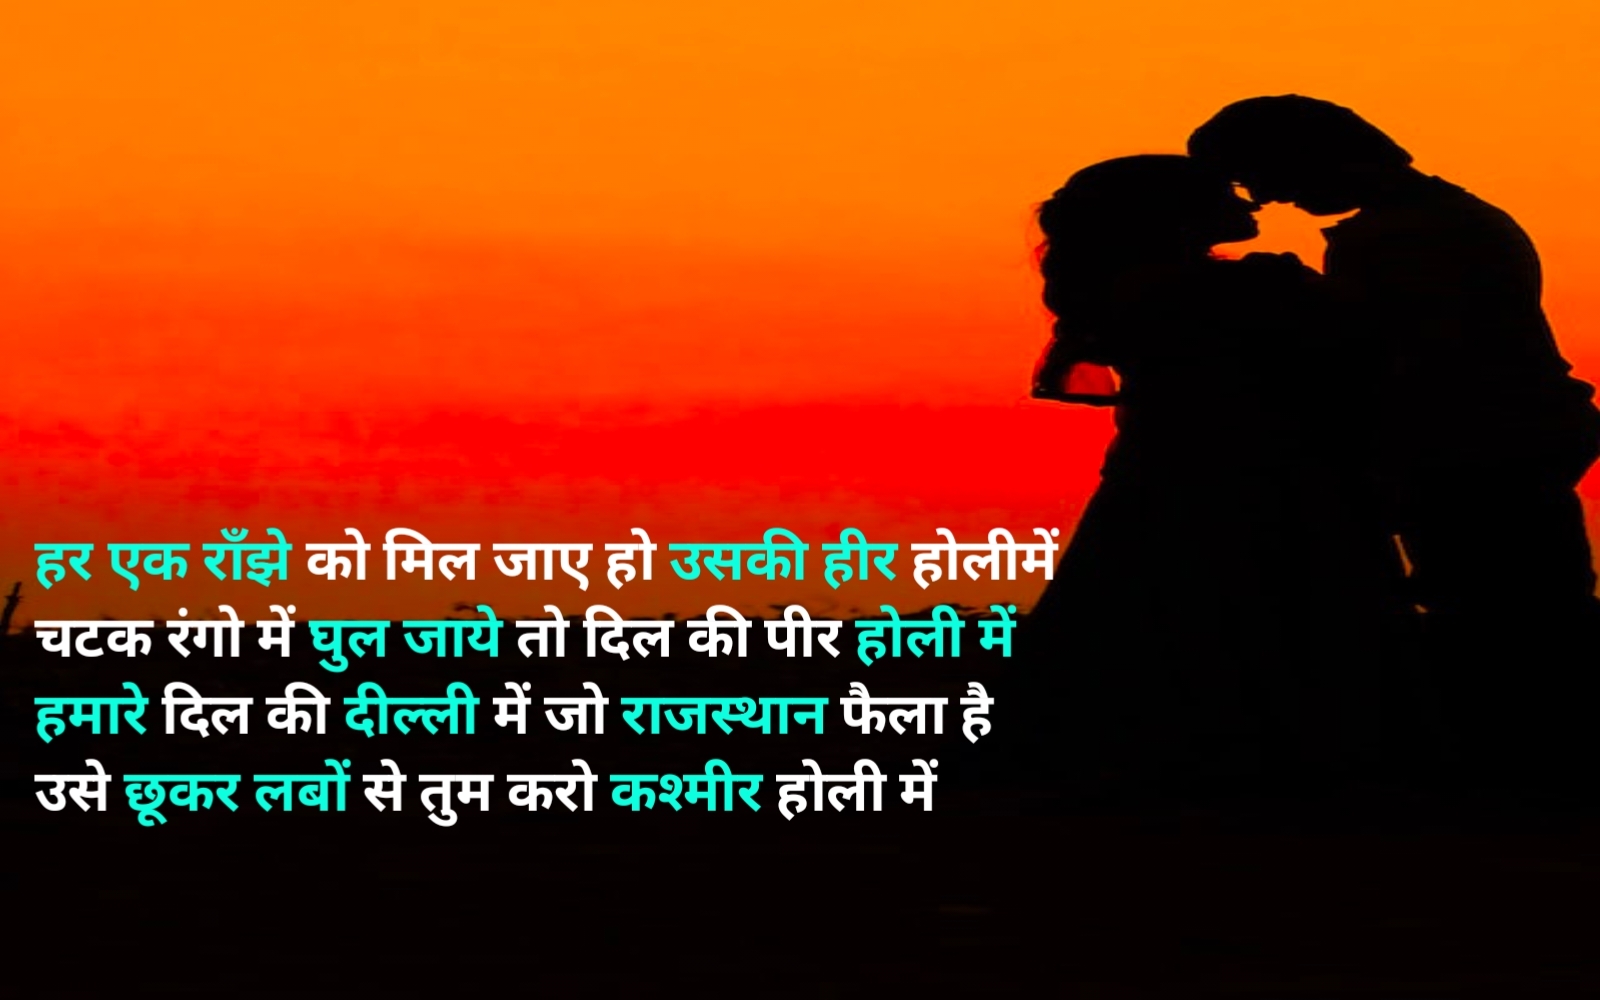 हर एक राँझे को मिल जाए हो उसकी हीर होलीमें
चटक रंगो में घुल जाये तो दिल की पीर होली में
हमारे दिल की दील्ली में जो राजस्थान फैला है
उसे छूकर लबों से तुम करो कश्मीर होली में